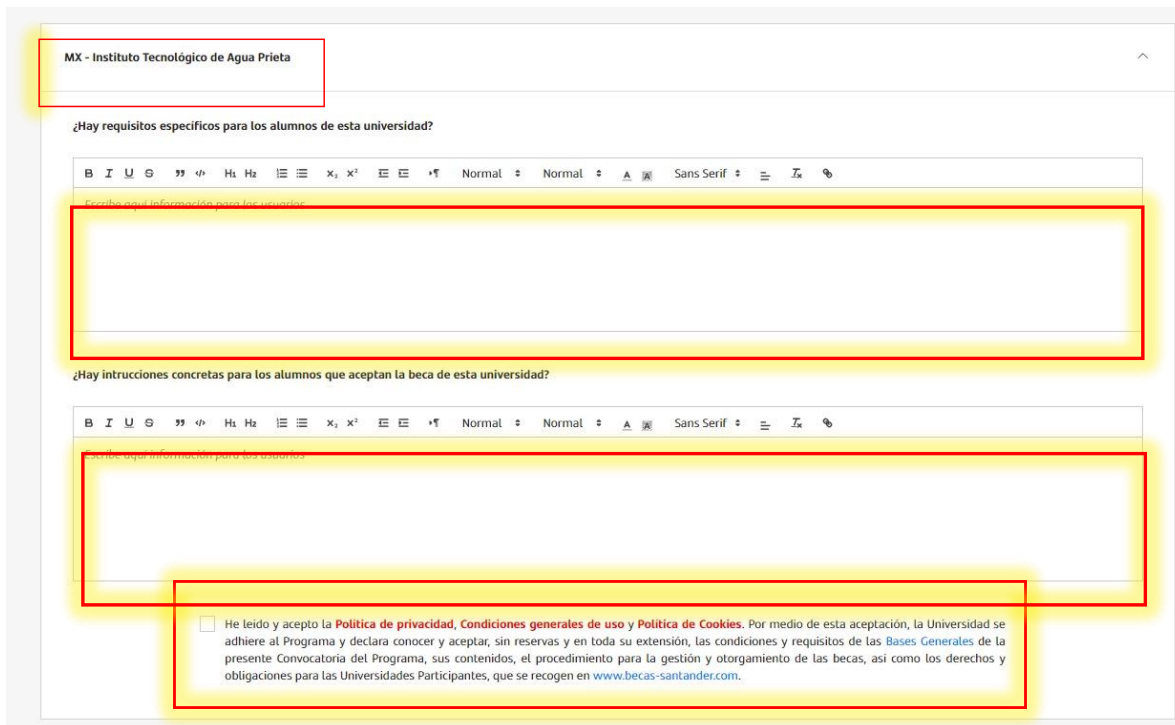 MX - Instituto Tecnológico de Agua Prieta
¿Hay requisitos específicos para los alumnos de esta universidad?
B I U S ” </> H1 H2 X₂ X² Normal Normal A A Sans Serif Tx
Escribe aquí información para los usuarios
¿Hay intrucciones concretas para los alumnos que aceptan la beca de esta universidad?
B I U S ” </> H1 H2 X₂ X² Normal Normal A A Sans Serif Tx
Escribe aquí información para los usuarios
He leído y acepto la Política de privacidad, Condiciones generales de uso y Política de Cookies. Por medio de esta aceptación, la Universidad se
adhiere al Programa y declara conocer y aceptar, sin reservas y en toda su extensión, las condiciones y requisitos de las Bases Generales de la
presente Convocatoria del Programa, sus contenidos, el procedimiento para la gestión y otorgamiento de las becas, así como los derechos y
obligaciones para las Universidades Participantes, que se recogen en www.becas-santander.com.